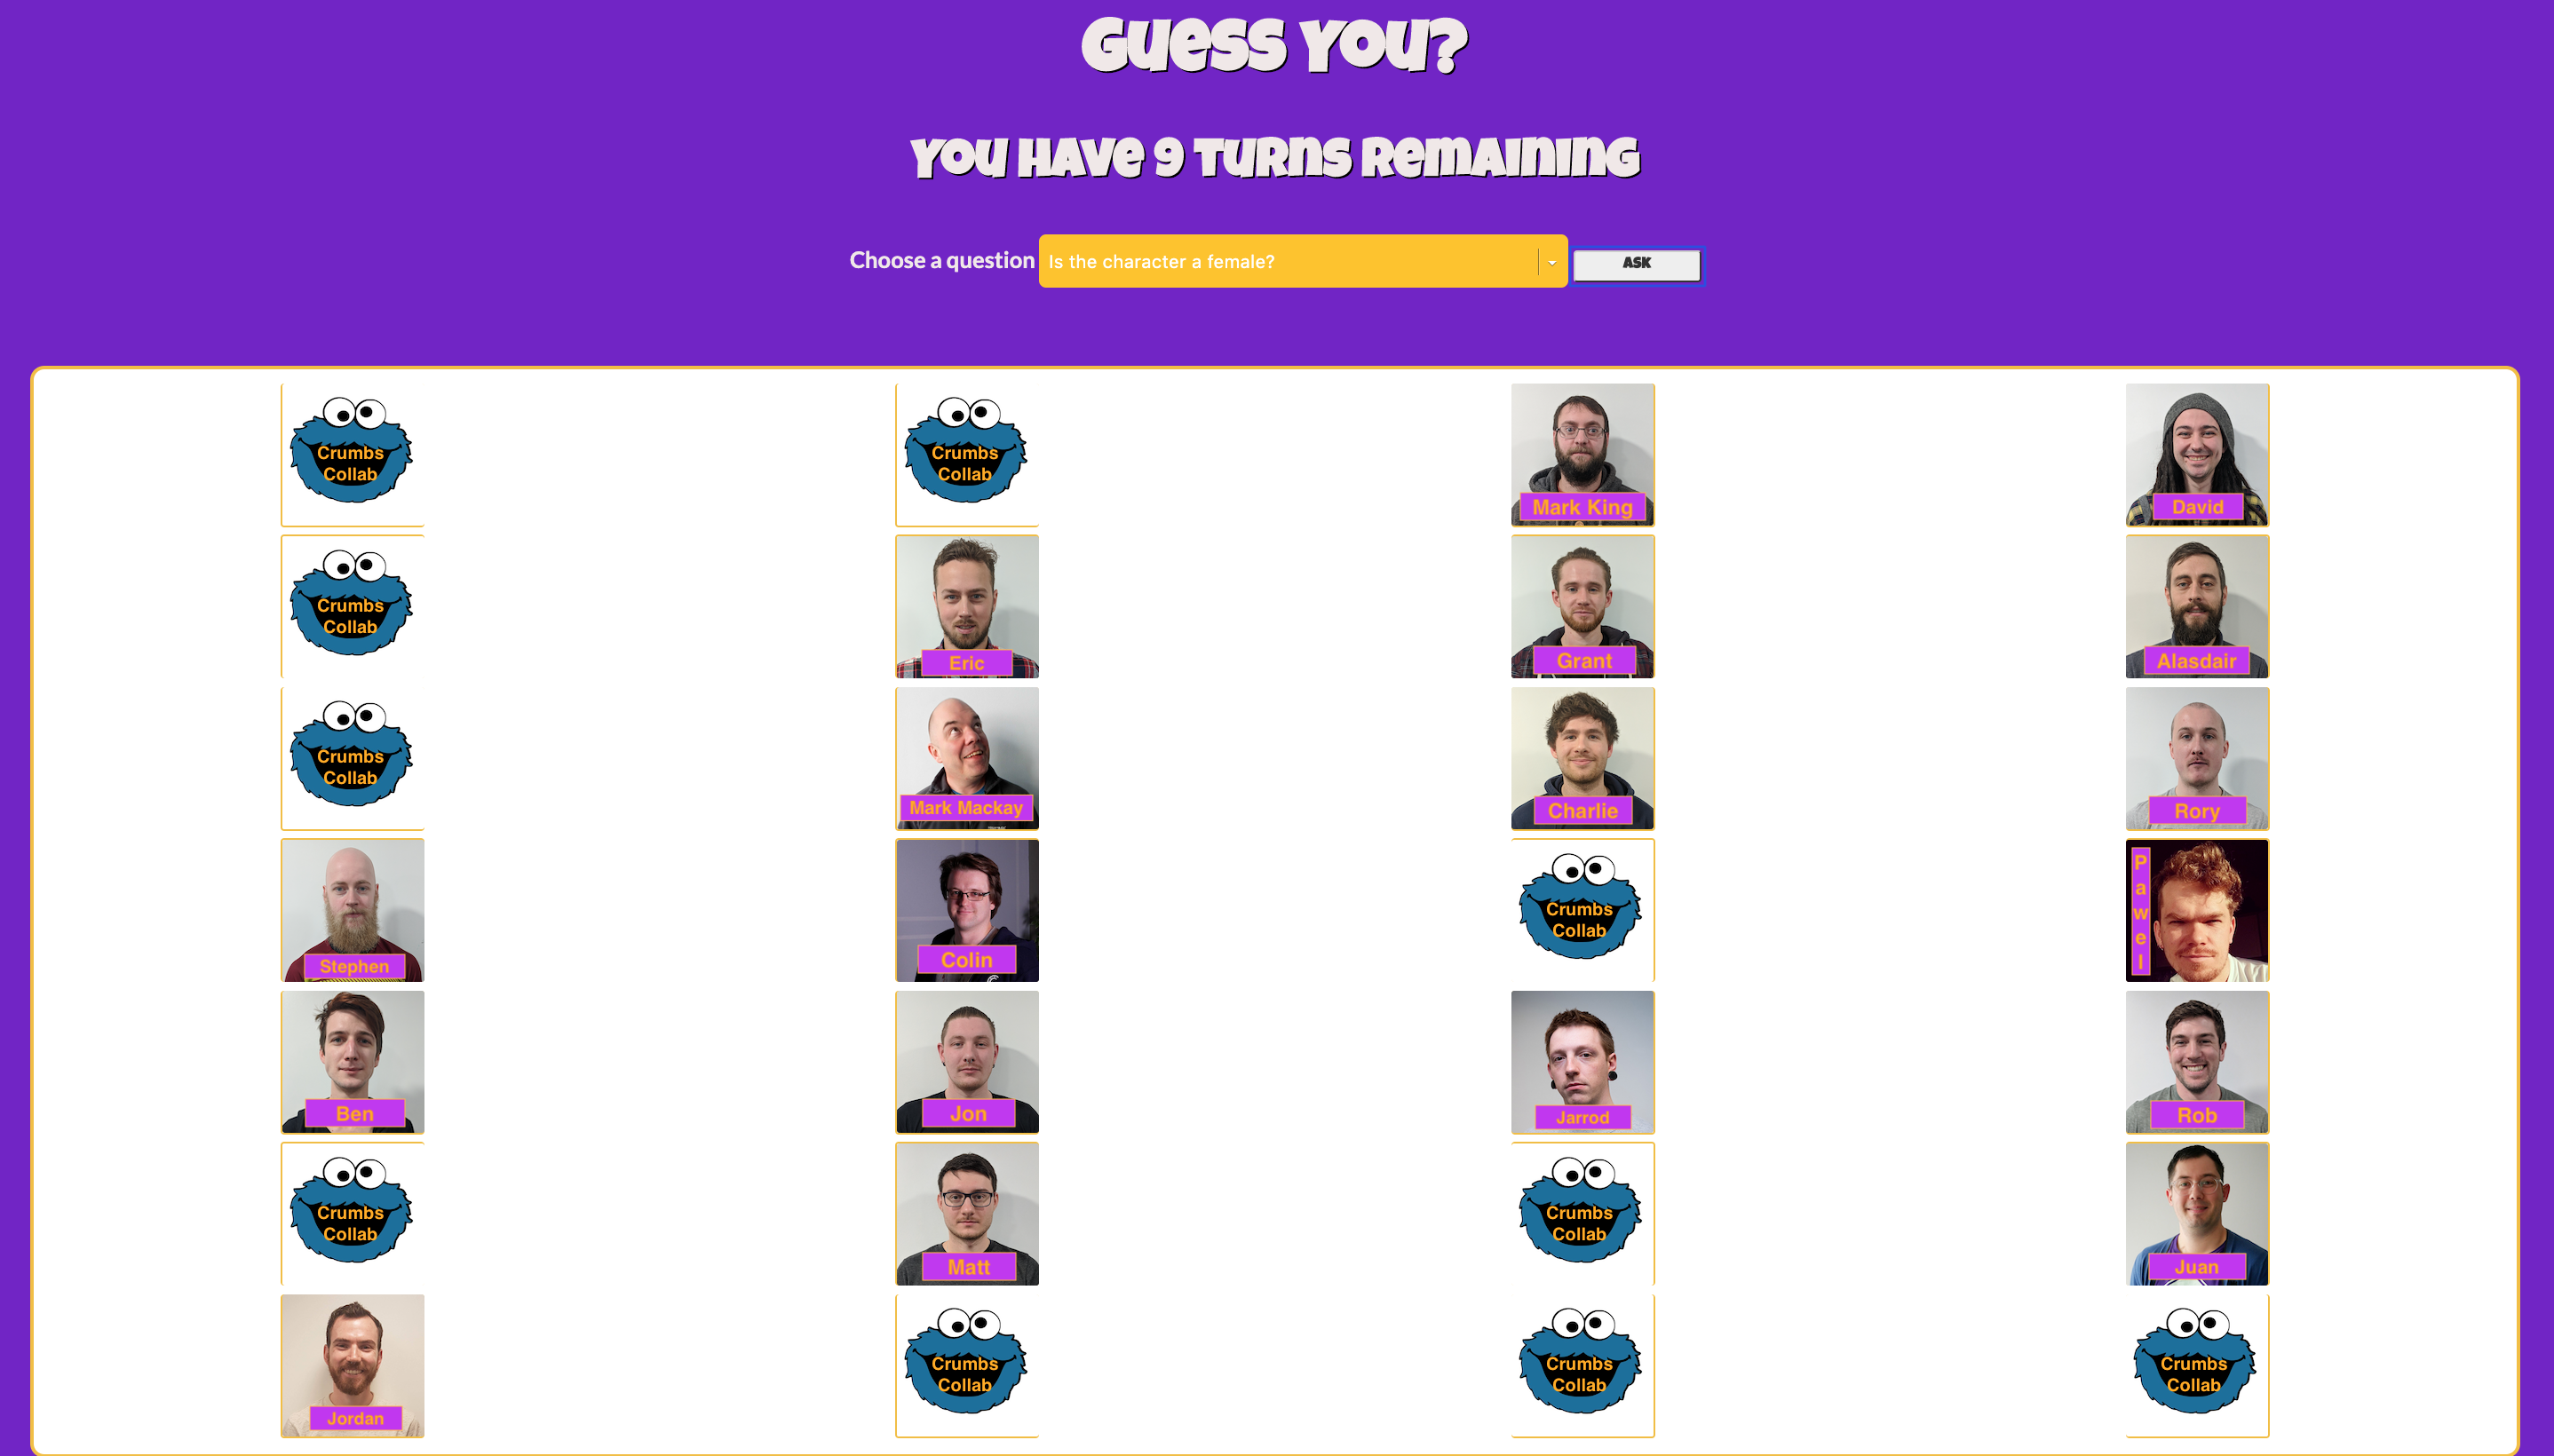 Guess You?
You have 9 turns remaining
Choose a question Is the character a female? ASK
Crumbs
Collab
Crumbs
Collab
Mark King
David
Crumbs
Collab
Eric
Grant
Alasdair
Crumbs
Collab
Mark Mackay
Charlie
Rory
Stephen
Colin
Crumbs
Collab
Pawel
Ben
Jon
Jarrod
Rob
Crumbs
Collab
Matt
Crumbs
Collab
Juan
Jordan
Crumbs
Collab
Crumbs
Collab
Crumbs
Collab